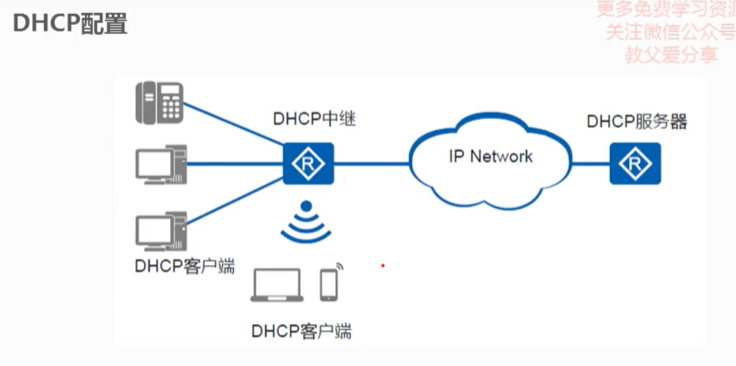 DHCP配置
更多免费学习资源
关注微信公众号
教父爱分享
DHCP中继
DHCP服务器
R
IP Network
R
DHCP客户端
DHCP客户端